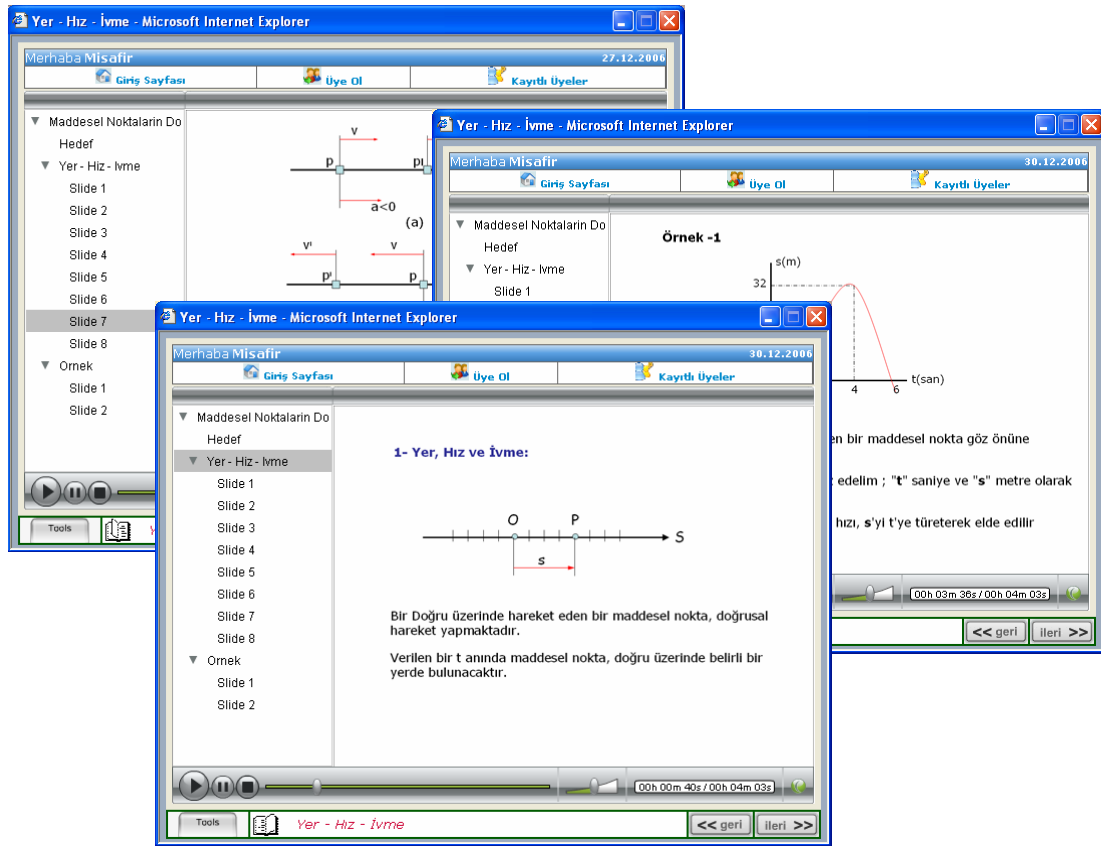 Yer - Hız - İvme - Microsoft Internet Explorer
Merhaba Misafir 27.12.2006
Giriş Sayfası Üye Ol Kayıtlı Üyeler
Maddesel Noktalarin Do
Hedef
Yer - Hiz - Ivme
Slide 1
Slide 2
Slide 3
Slide 4
Slide 5
Slide 6
Slide 7
Slide 8
Ornek
Slide 1
Slide 2
v
p pı
a<0
(a)
v' v
p' p
Tools
Yer - Hız - İvme - Microsoft Internet Explorer
Merhaba Misafir 30.12.2006
Giriş Sayfası Üye Ol Kayıtlı Üyeler
Maddesel Noktalarin Do
Hedef
Yer - Hiz - Ivme
Slide 1
Örnek -1
s(m)
32
4 6 t(san)
en bir maddesel nokta göz önüne
edelim ; "t" saniye ve "s" metre olarak
hızı, s'yi t'ye türeterek elde edilir
00h 03m 36s / 00h 04m 03s
<< geri ileri >>
Yer - Hız - İvme - Microsoft Internet Explorer
Merhaba Misafir 30.12.2006
Giriş Sayfası Üye Ol Kayıtlı Üyeler
Maddesel Noktalarin Do
Hedef
Yer - Hiz - Ivme
Slide 1
Slide 2
Slide 3
Slide 4
Slide 5
Slide 6
Slide 7
Slide 8
Ornek
Slide 1
Slide 2
1- Yer, Hız ve İvme:
O P
S
s
Bir Doğru üzerinde hareket eden bir maddesel nokta, doğrusal
hareket yapmaktadır.
Verilen bir t anında maddesel nokta, doğru üzerinde belirli bir
yerde bulunacaktır.
00h 00m 40s / 00h 04m 03s
Tools Yer - Hız - İvme << geri ileri >>